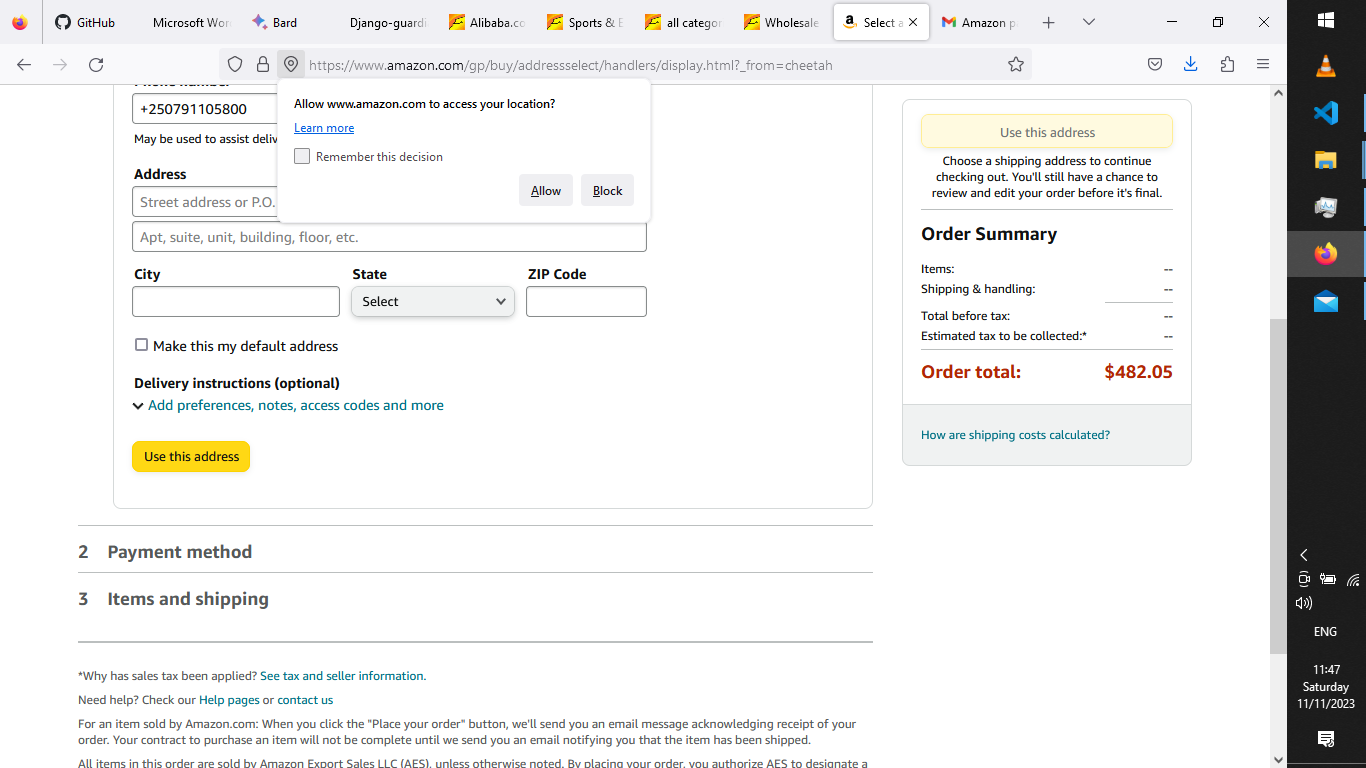 GitHub
Microsoft Wor
Bard
Django-guardi
Alibaba.co
Sports & E
all categor
Wholesale
Select a
Amazon p
https://www.amazon.com/gp/buy/addressselect/handlers/display.html?_from=cheetah
Allow www.amazon.com to access your location?
Learn more
Remember this decision
Allow
Block
Phone number
+250791105800
May be used to assist deliv
Address
Street address or P.O.
Apt, suite, unit, building, floor, etc.
City
State
ZIP Code
Select
Make this my default address
Delivery instructions (optional)
Add preferences, notes, access codes and more
Use this address
2 Payment method
3 Items and shipping
*Why has sales tax been applied? See tax and seller information.
Need help? Check our Help pages or contact us
For an item sold by Amazon.com: When you click the "Place your order" button, we'll send you an email message acknowledging receipt of your
order. Your contract to purchase an item will not be complete until we send you an email notifying you that the item has been shipped.
All items in this order are sold by Amazon Export Sales LLC (AES), unless otherwise noted. By placing your order, you authorize AES to designate a
Use this address
Choose a shipping address to continue
checking out. You'll still have a chance to
review and edit your order before it's final.
Order Summary
Items: --
Shipping & handling: --
Total before tax: --
Estimated tax to be collected:* --
Order total: $482.05
How are shipping costs calculated?
ENG
11:47
Saturday
11/11/2023